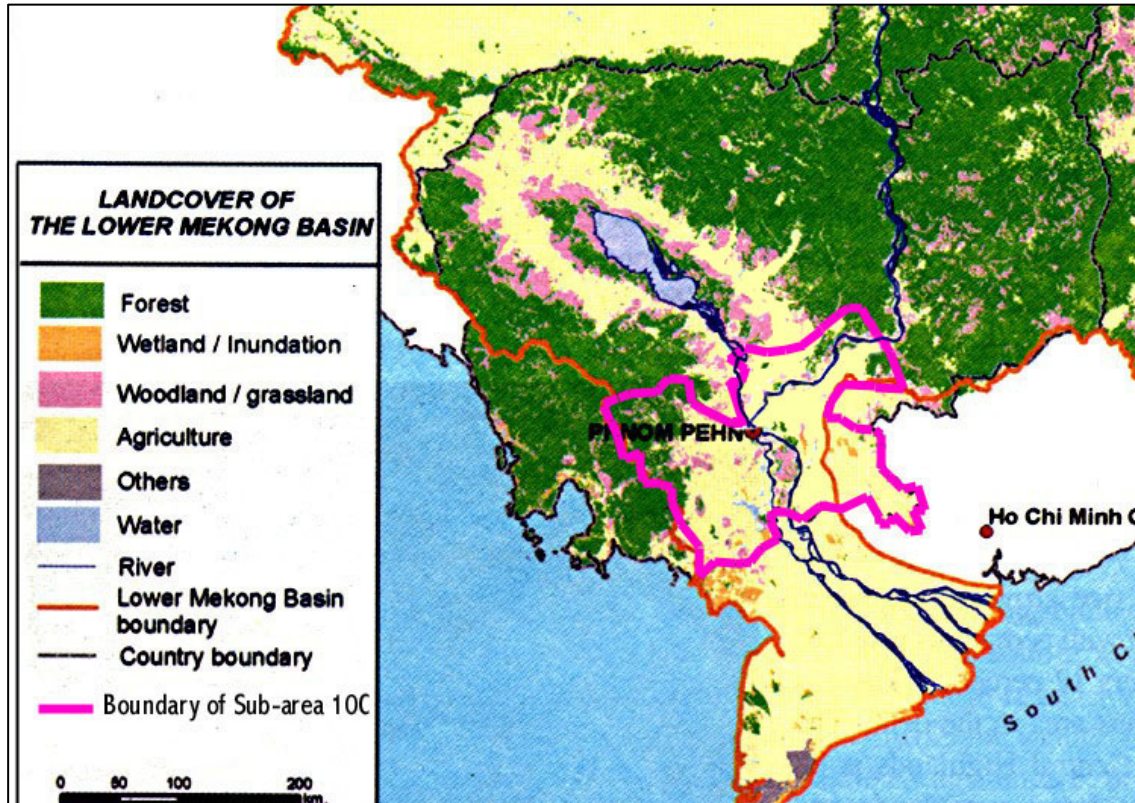 LANDCOVER OF
THE LOWER MEKONG BASIN
Forest
Wetland / Inundation
Woodland / grassland
Agriculture
Others
Water
River
Lower Mekong Basin
boundary
Country boundary
Boundary of Sub-area 10C
0 50 100 200
km
PHNOM PEHN
Ho Chi Minh C
South C